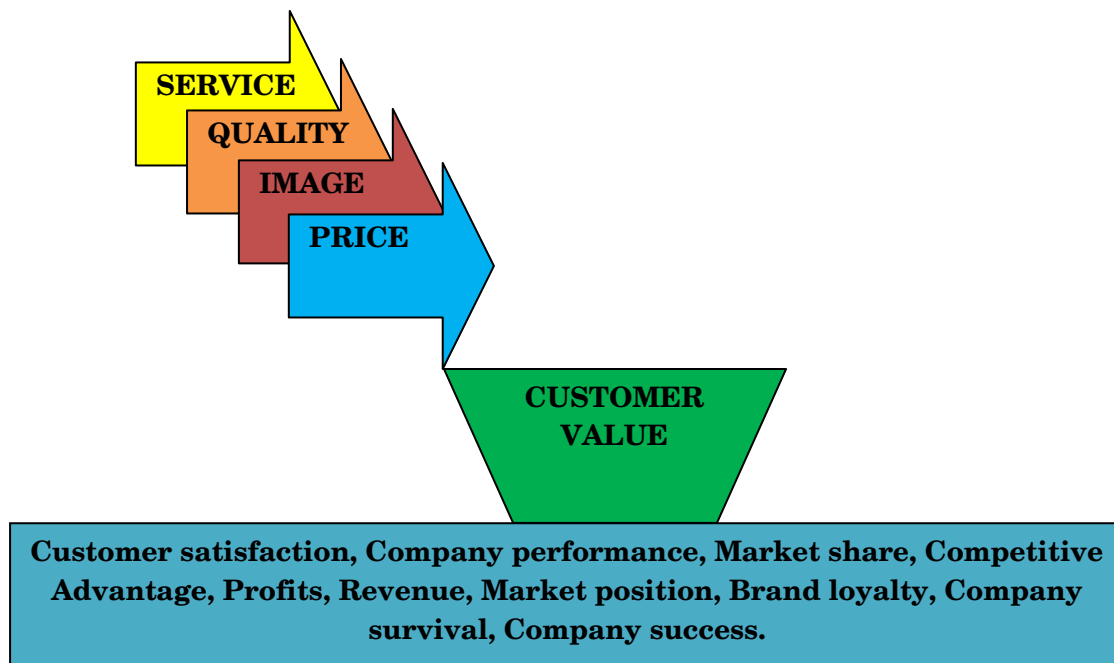 SERVICE
QUALITY
IMAGE
PRICE
CUSTOMER
VALUE
Customer satisfaction, Company performance, Market share, Competitive
Advantage, Profits, Revenue, Market position, Brand loyalty, Company
survival, Company success.